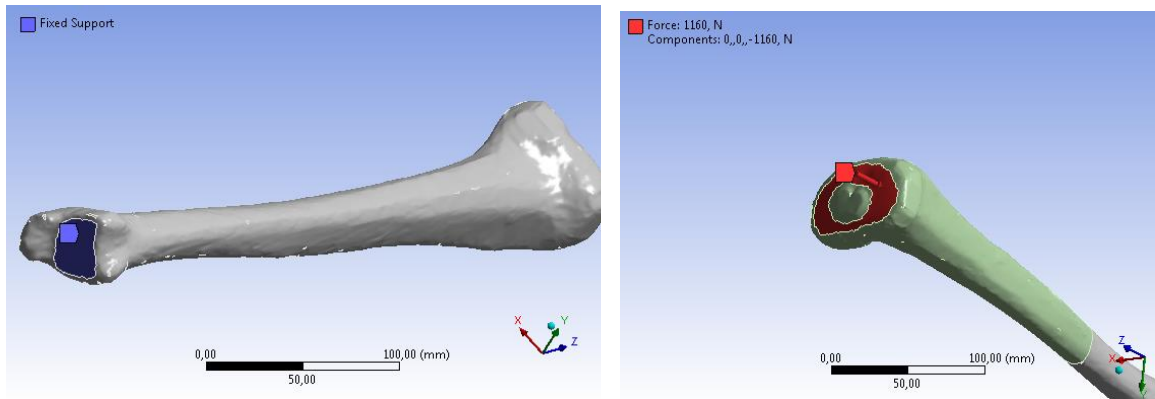 Fixed Support
X
Y
Z
0,00
100,00 (mm)
50,00
Force: 1160, N
Components: 0,,0,,-1160, N
Z
X
0,00
100,00 (mm)
50,00